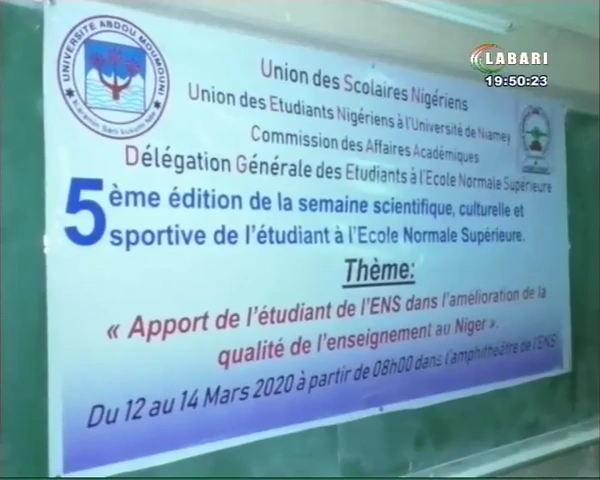 LABARI
19:50:23
UNIVERSITÉ ABDOU MOUMOUNI
Union des Scolaires Nigériens
Union des Etudiants Nigériens à l'Université de Niamey
Commission des Affaires Académiques
Délégation Générale des Etudiants à l'Ecole Normale Supérieure
5ème édition de la semaine scientifique, culturelle et
sportive de l'étudiant à l'Ecole Normale Supérieure.
Thème:
« Apport de l'étudiant de l'ENS dans l'amélioration de la
qualité de l'enseignement au Niger ».
Du 12 au 14 Mars 2020 à partir de 08h00 dans l'amphithéâtre de l'ENS